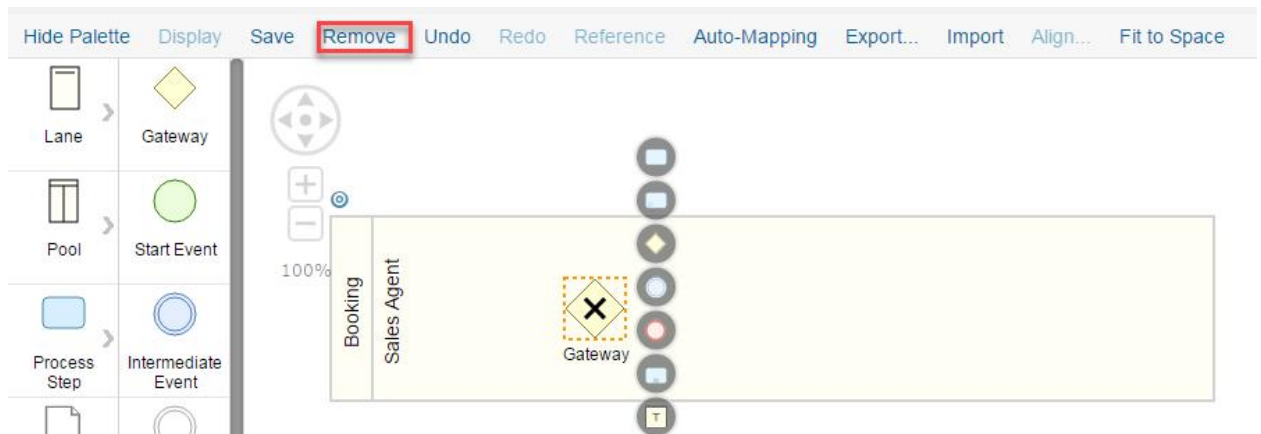 Hide Palette Display Save Remove Undo Redo Reference Auto-Mapping Export... Import Align... Fit to Space
Lane
Gateway
Pool
Start Event
Process
Step
Intermediate
Event
100%
Booking
Sales Agent
Gateway
T